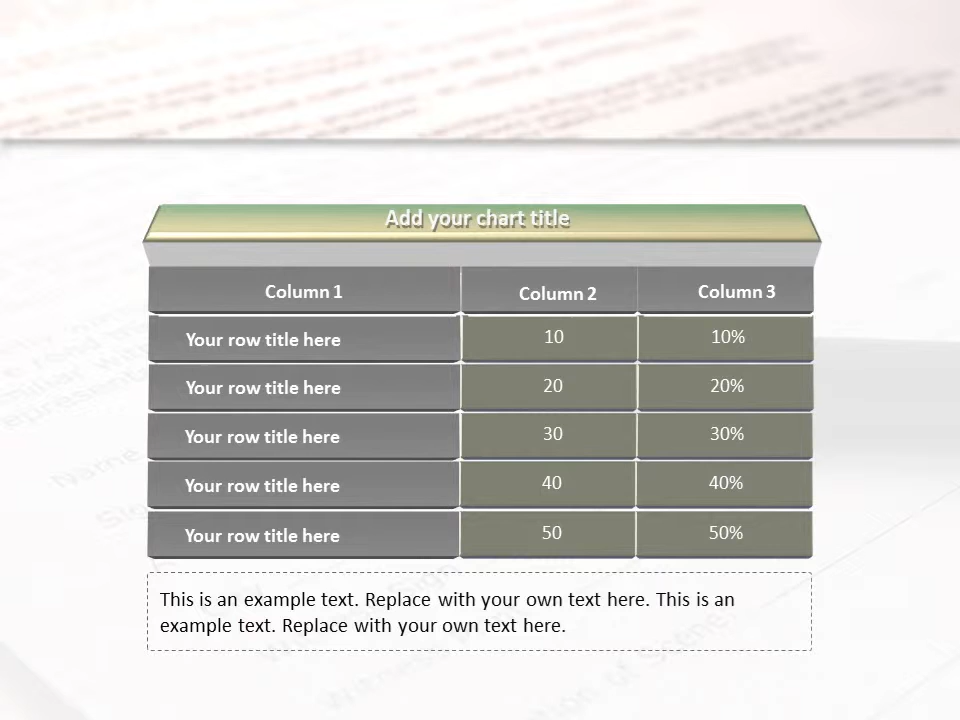 Add your chart title
Column 1 Column 2 Column 3
Your row title here 10 10%
Your row title here 20 20%
Your row title here 30 30%
Your row title here 40 40%
Your row title here 50 50%
This is an example text. Replace with your own text here. This is an
example text. Replace with your own text here.